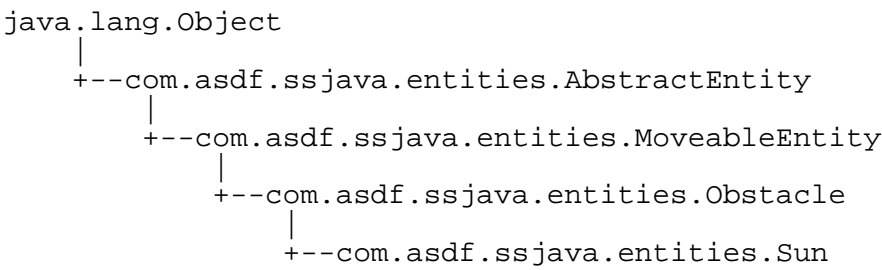 java.lang.Object
|
+--com.asdf.ssjava.entities.AbstractEntity
|
+--com.asdf.ssjava.entities.MoveableEntity
|
+--com.asdf.ssjava.entities.Obstacle
|
+--com.asdf.ssjava.entities.Sun